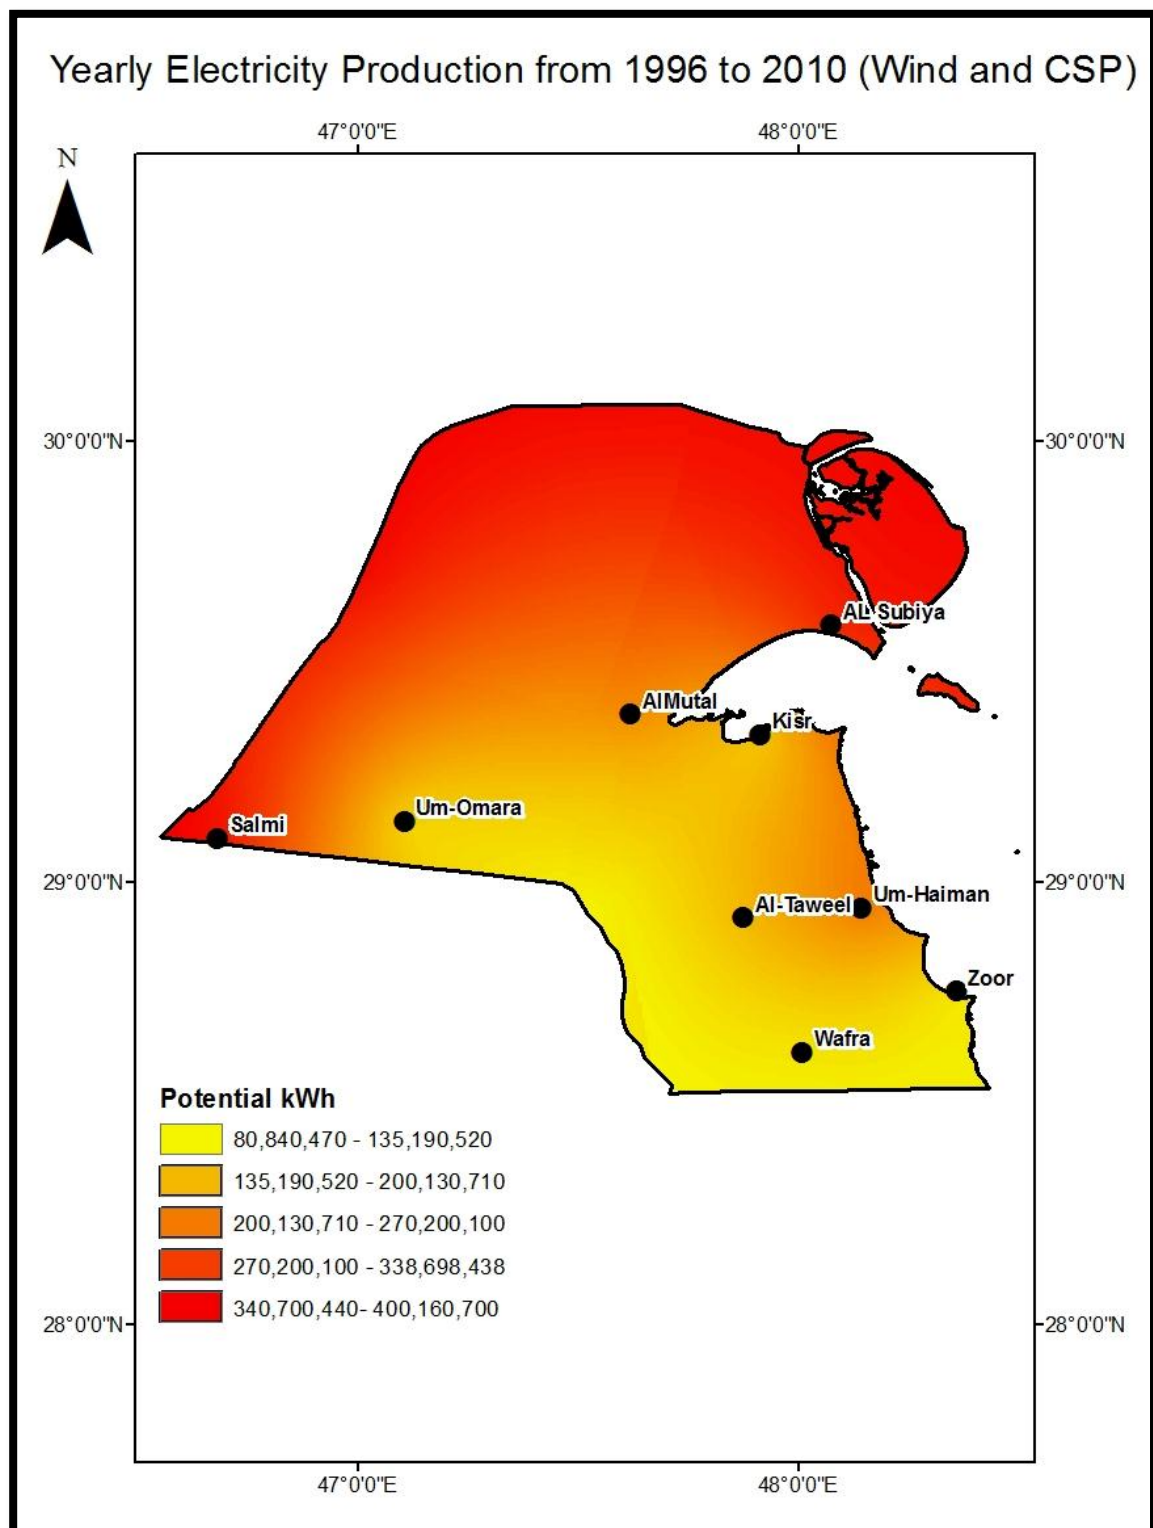 Yearly Electricity Production from 1996 to 2010 (Wind and CSP)
47°0'0"E 48°0'0"E
N
30°0'0"N 30°0'0"N
AL Subiya
AlMutal
Kisr
Um-Omara
Salmi
29°0'0"N 29°0'0"N
Um-Haiman
Al-Taweel
Zoor
Wafra
Potential kWh
80,840,470 - 135,190,520
135,190,520 - 200,130,710
200,130,710 - 270,200,100
270,200,100 - 338,698,438
340,700,440- 400,160,700
28°0'0"N 28°0'0"N
47°0'0"E 48°0'0"E